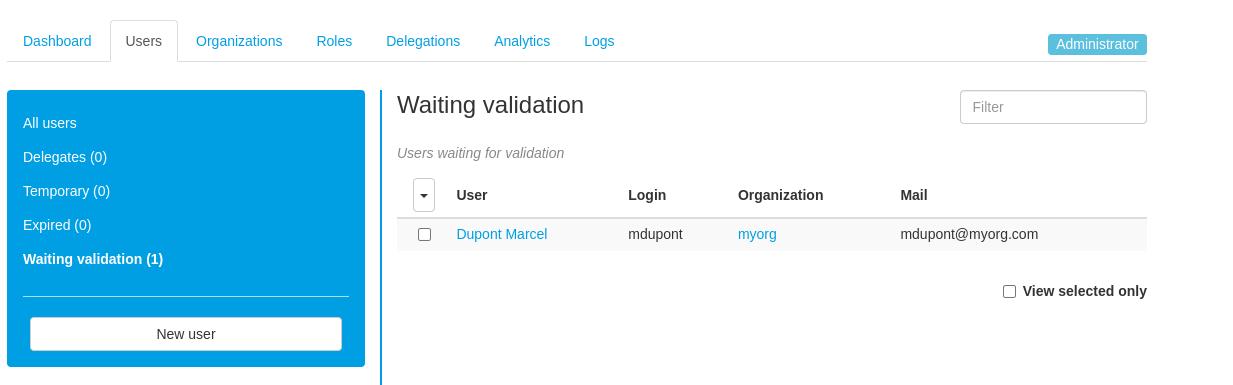 Dashboard Users Organizations Roles Delegations Analytics Logs Administrator
All users
Delegates (0)
Temporary (0)
Expired (0)
Waiting validation (1)
New user
Waiting validation Filter
Users waiting for validation
User Login Organization Mail
Dupont Marcel mdupont myorg mdupont@myorg.com
View selected only